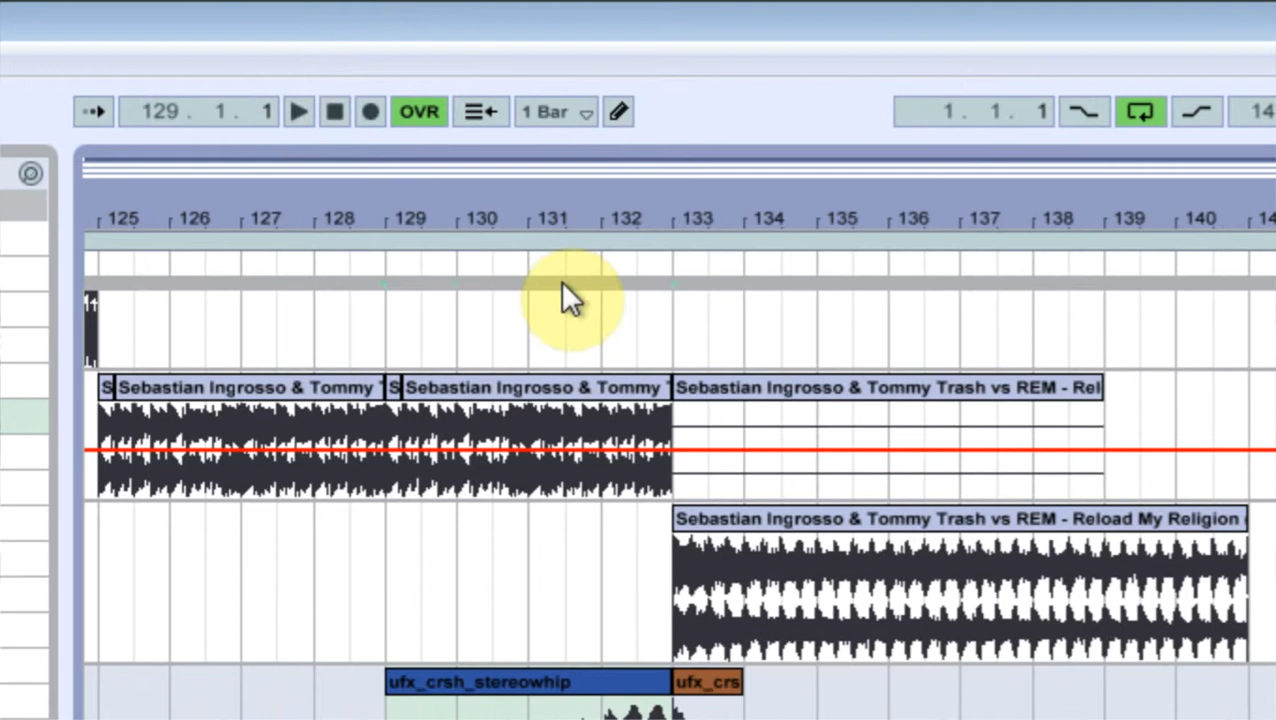 129. 1. 1 OVR 1 Bar 1. 1. 1 14
125 126 127 128 129 130 131 132 133 134 135 136 137 138 139 140 14
S Sebastian Ingrosso & Tommy T S Sebastian Ingrosso & Tommy T Sebastian Ingrosso & Tommy Trash vs REM - Rel
Sebastian Ingrosso & Tommy Trash vs REM - Reload My Religion
ufx_crsh_stereowhip ufx_crs